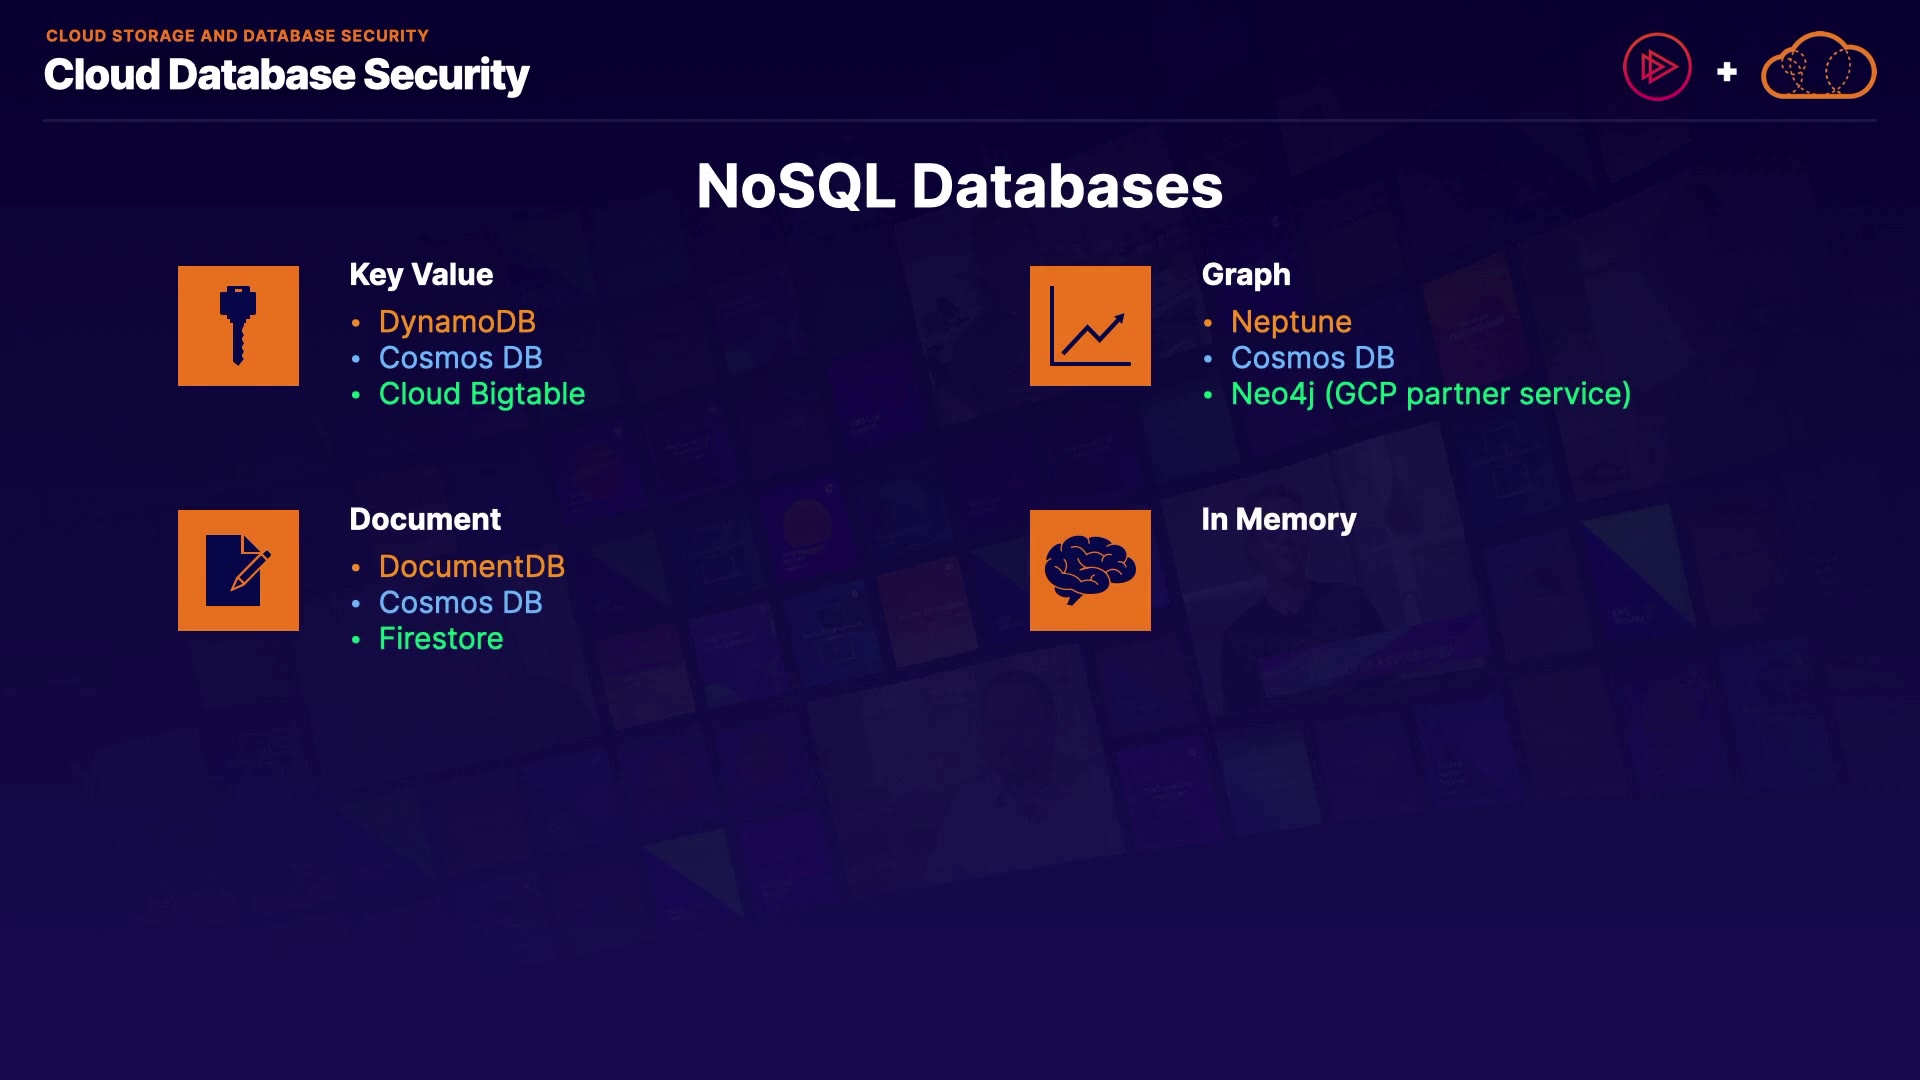 CLOUD STORAGE AND DATABASE SECURITY
Cloud Database Security
NoSQL Databases
Key Value
• DynamoDB
• Cosmos DB
• Cloud Bigtable
Graph
• Neptune
• Cosmos DB
• Neo4j (GCP partner service)
Document
• DocumentDB
• Cosmos DB
• Firestore
In Memory